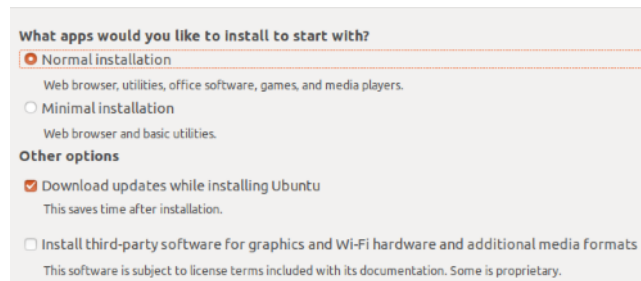 What apps would you like to install to start with?
Normal installation
Web browser, utilities, office software, games, and media players.
Minimal installation
Web browser and basic utilities.
Other options
Download updates while installing Ubuntu
This saves time after installation.
Install third-party software for graphics and Wi-Fi hardware and additional media formats
This software is subject to license terms included with its documentation. Some is proprietary.